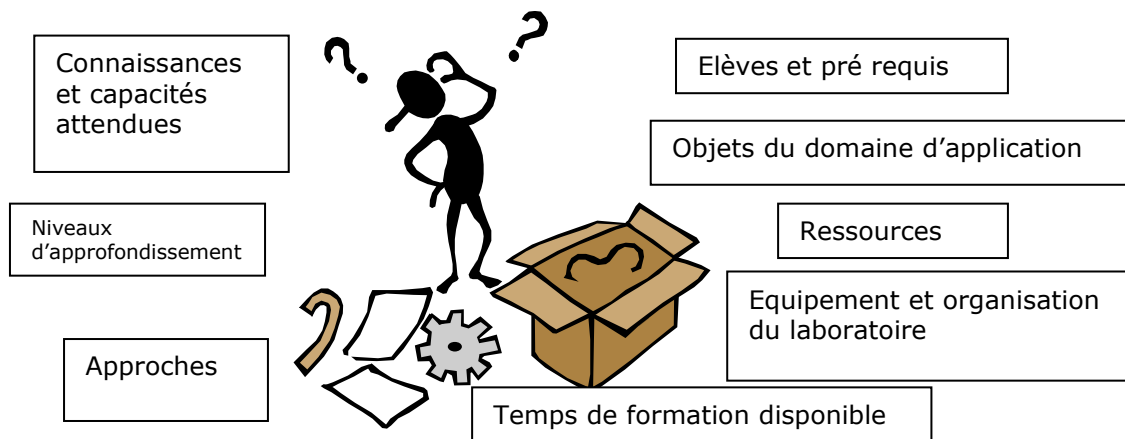 Connaissances
et capacités
attendues
Elèves et pré requis
Objets du domaine d’application
Niveaux
d’approfondissement
Ressources
Equipement et organisation
du laboratoire
Approches
Temps de formation disponible